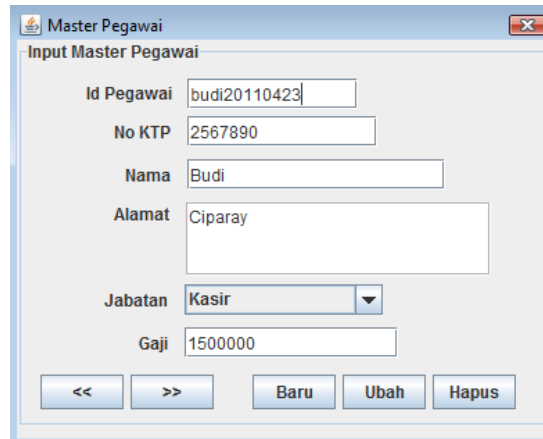 Master Pegawai
Input Master Pegawai
Id Pegawai budi20110423
No KTP 2567890
Nama Budi
Alamat Ciparay
Jabatan Kasir
Gaji 1500000
<< >> Baru Ubah Hapus